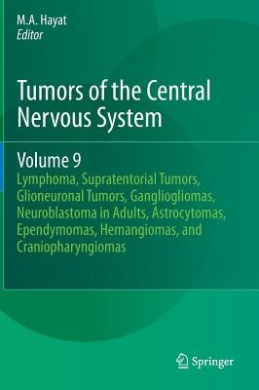 M.A. Hayat
Editor
Tumors of the Central
Nervous System
Volume 9
Lymphoma, Supratentorial Tumors,
Glioneuronal Tumors, Gangliogliomas,
Neuroblastoma in Adults, Astrocytomas,
Ependymomas, Hemangiomas, and
Craniopharyngiomas
Springer